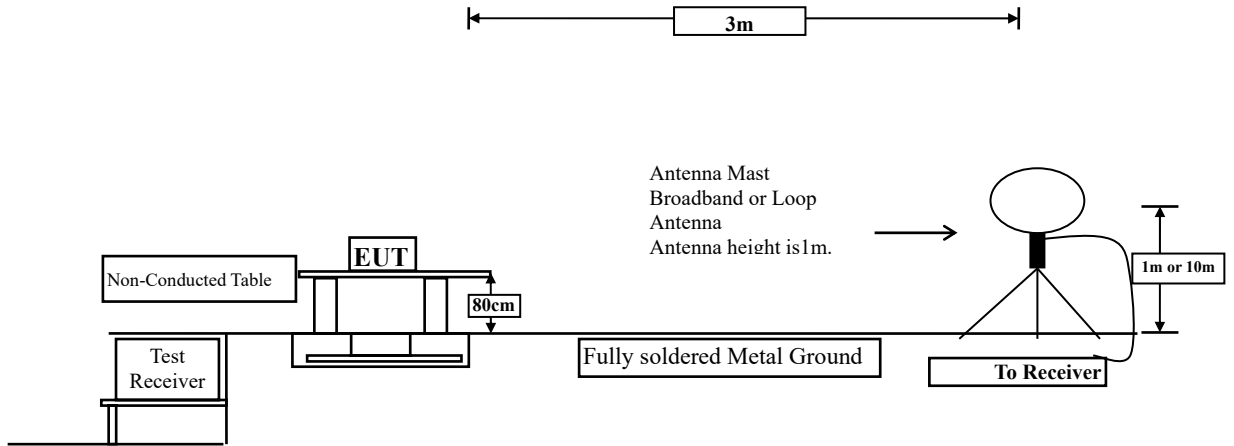 3m
Antenna Mast
Broadband or Loop
Antenna
Antenna height is1m.
EUT
Non-Conducted Table
1m or 10m
80cm
Test
Receiver
Fully soldered Metal Ground
To Receiver